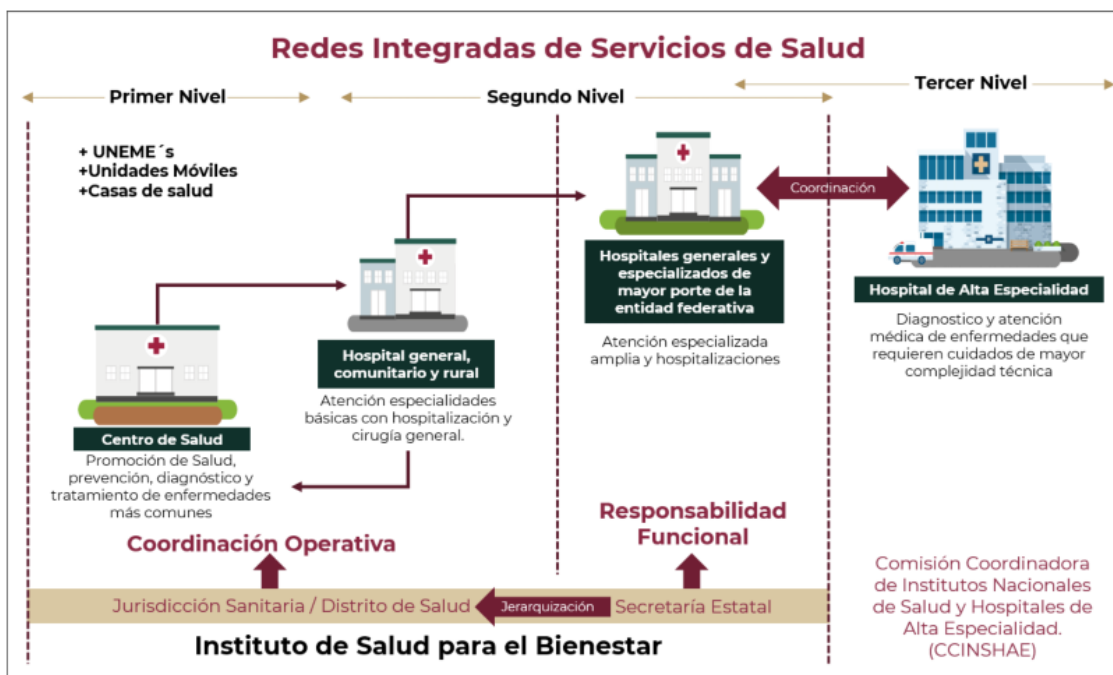 Redes Integradas de Servicios de Salud
Primer Nivel
Segundo Nivel
Tercer Nivel
+ UNEME´s
+Unidades Móviles
+Casas de salud
Coordinación
Centro de Salud
Promoción de Salud,
prevención, diagnóstico y
tratamiento de enfermedades
más comunes
Hospital general,
comunitario y rural
Atención especialidades
básicas con hospitalización y
cirugía general.
Hospitales generales y
especializados de
mayor porte de la
entidad federativa
Atención especializada
amplia y hospitalizaciones
Hospital de Alta Especialidad
Diagnostico y atención
médica de enfermedades que
requieren cuidados de mayor
complejidad técnica
Coordinación Operativa
Responsabilidad
Funcional
Jurisdicción Sanitaria / Distrito de Salud
Jerarquización
Secretaría Estatal
Instituto de Salud para el Bienestar
Comisión Coordinadora
de Institutos Nacionales
de Salud y Hospitales de
Alta Especialidad.
(CCINSHAE)